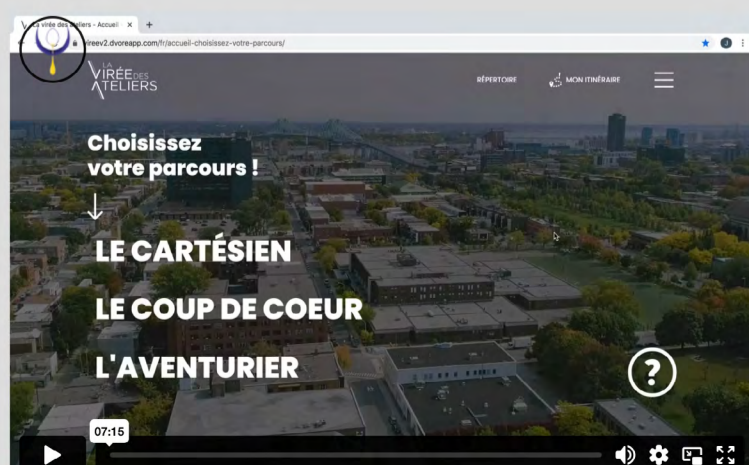 La virée des ateliers - Accueil
vireev2.dvoreapp.com/fr/accueil-choisissez-votre-parcours/
J
LA
VIRÉE DES
ATELIERS
RÉPERTOIRE
MON ITINÉRAIRE
Choisissez
votre parcours !
LE CARTÉSIEN
LE COUP DE COEUR
L'AVENTURIER
?
07:15